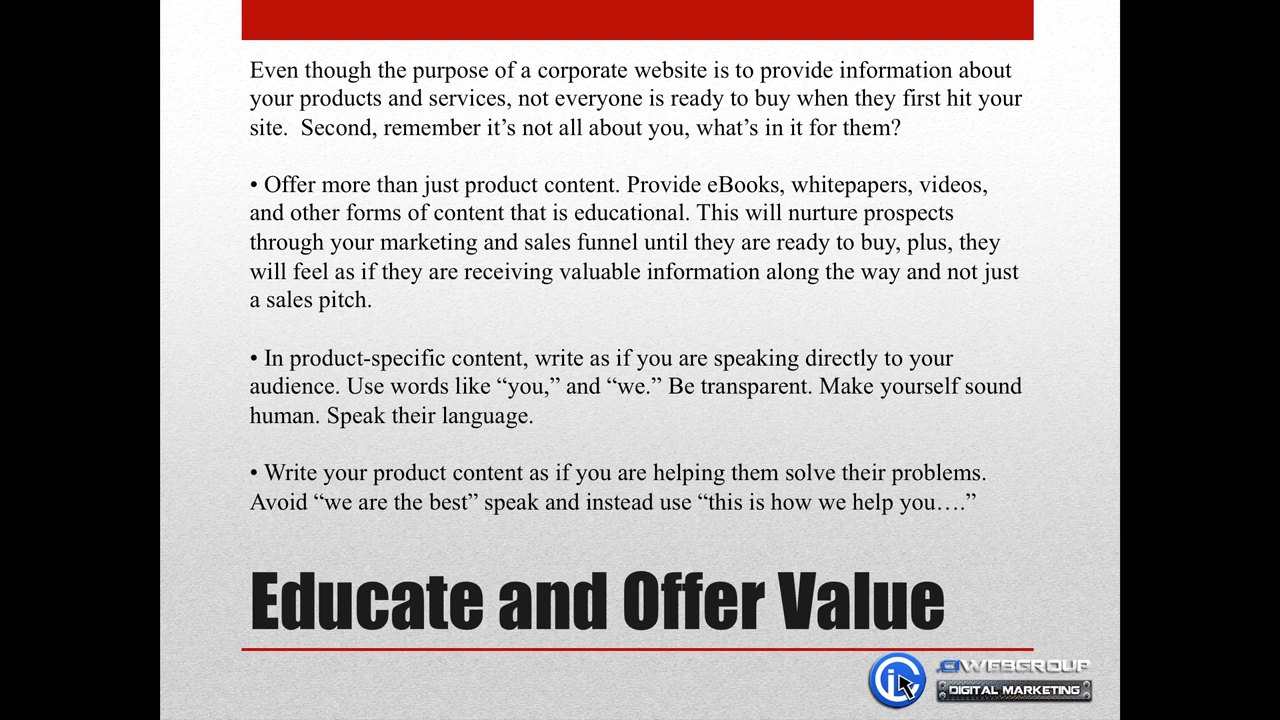 Even though the purpose of a corporate website is to provide information about
your products and services, not everyone is ready to buy when they first hit your
site.  Second, remember it’s not all about you, what’s in it for them?
• Offer more than just product content. Provide eBooks, whitepapers, videos,
and other forms of content that is educational. This will nurture prospects
through your marketing and sales funnel until they are ready to buy, plus, they
will feel as if they are receiving valuable information along the way and not just
a sales pitch.
• In product-specific content, write as if you are speaking directly to your
audience. Use words like “you,” and “we.” Be transparent. Make yourself sound
human. Speak their language.
• Write your product content as if you are helping them solve their problems.
Avoid “we are the best” speak and instead use “this is how we help you….”
Educate and Offer Value
CIWEBGROUP
DIGITAL MARKETING